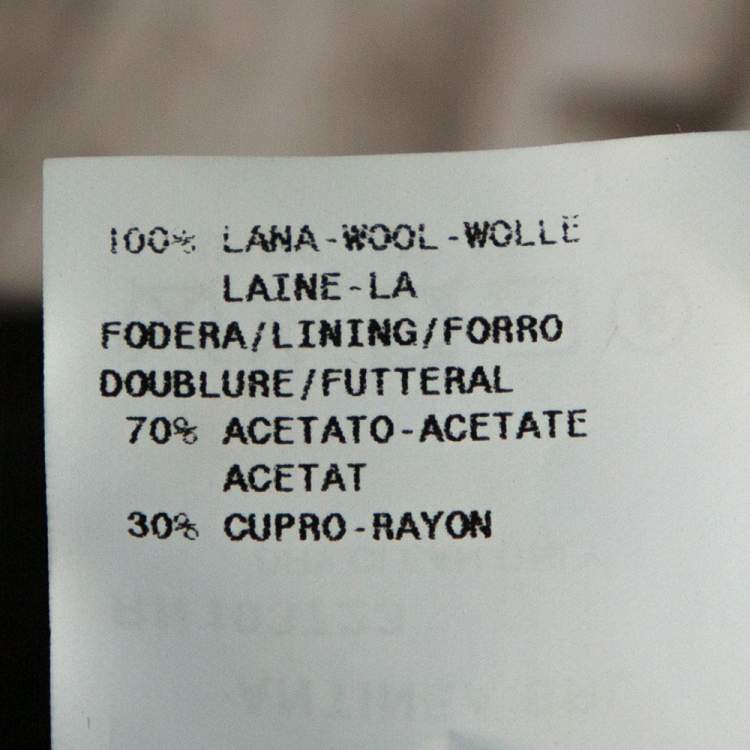 100% LANA-WOOL-WOLLE
LAINE-LA
FODERA/LINING/FORRO
DOUBLURE/FUTTERAL
70% ACETATO-ACETATE
ACETAT
30% CUPRO-RAYON